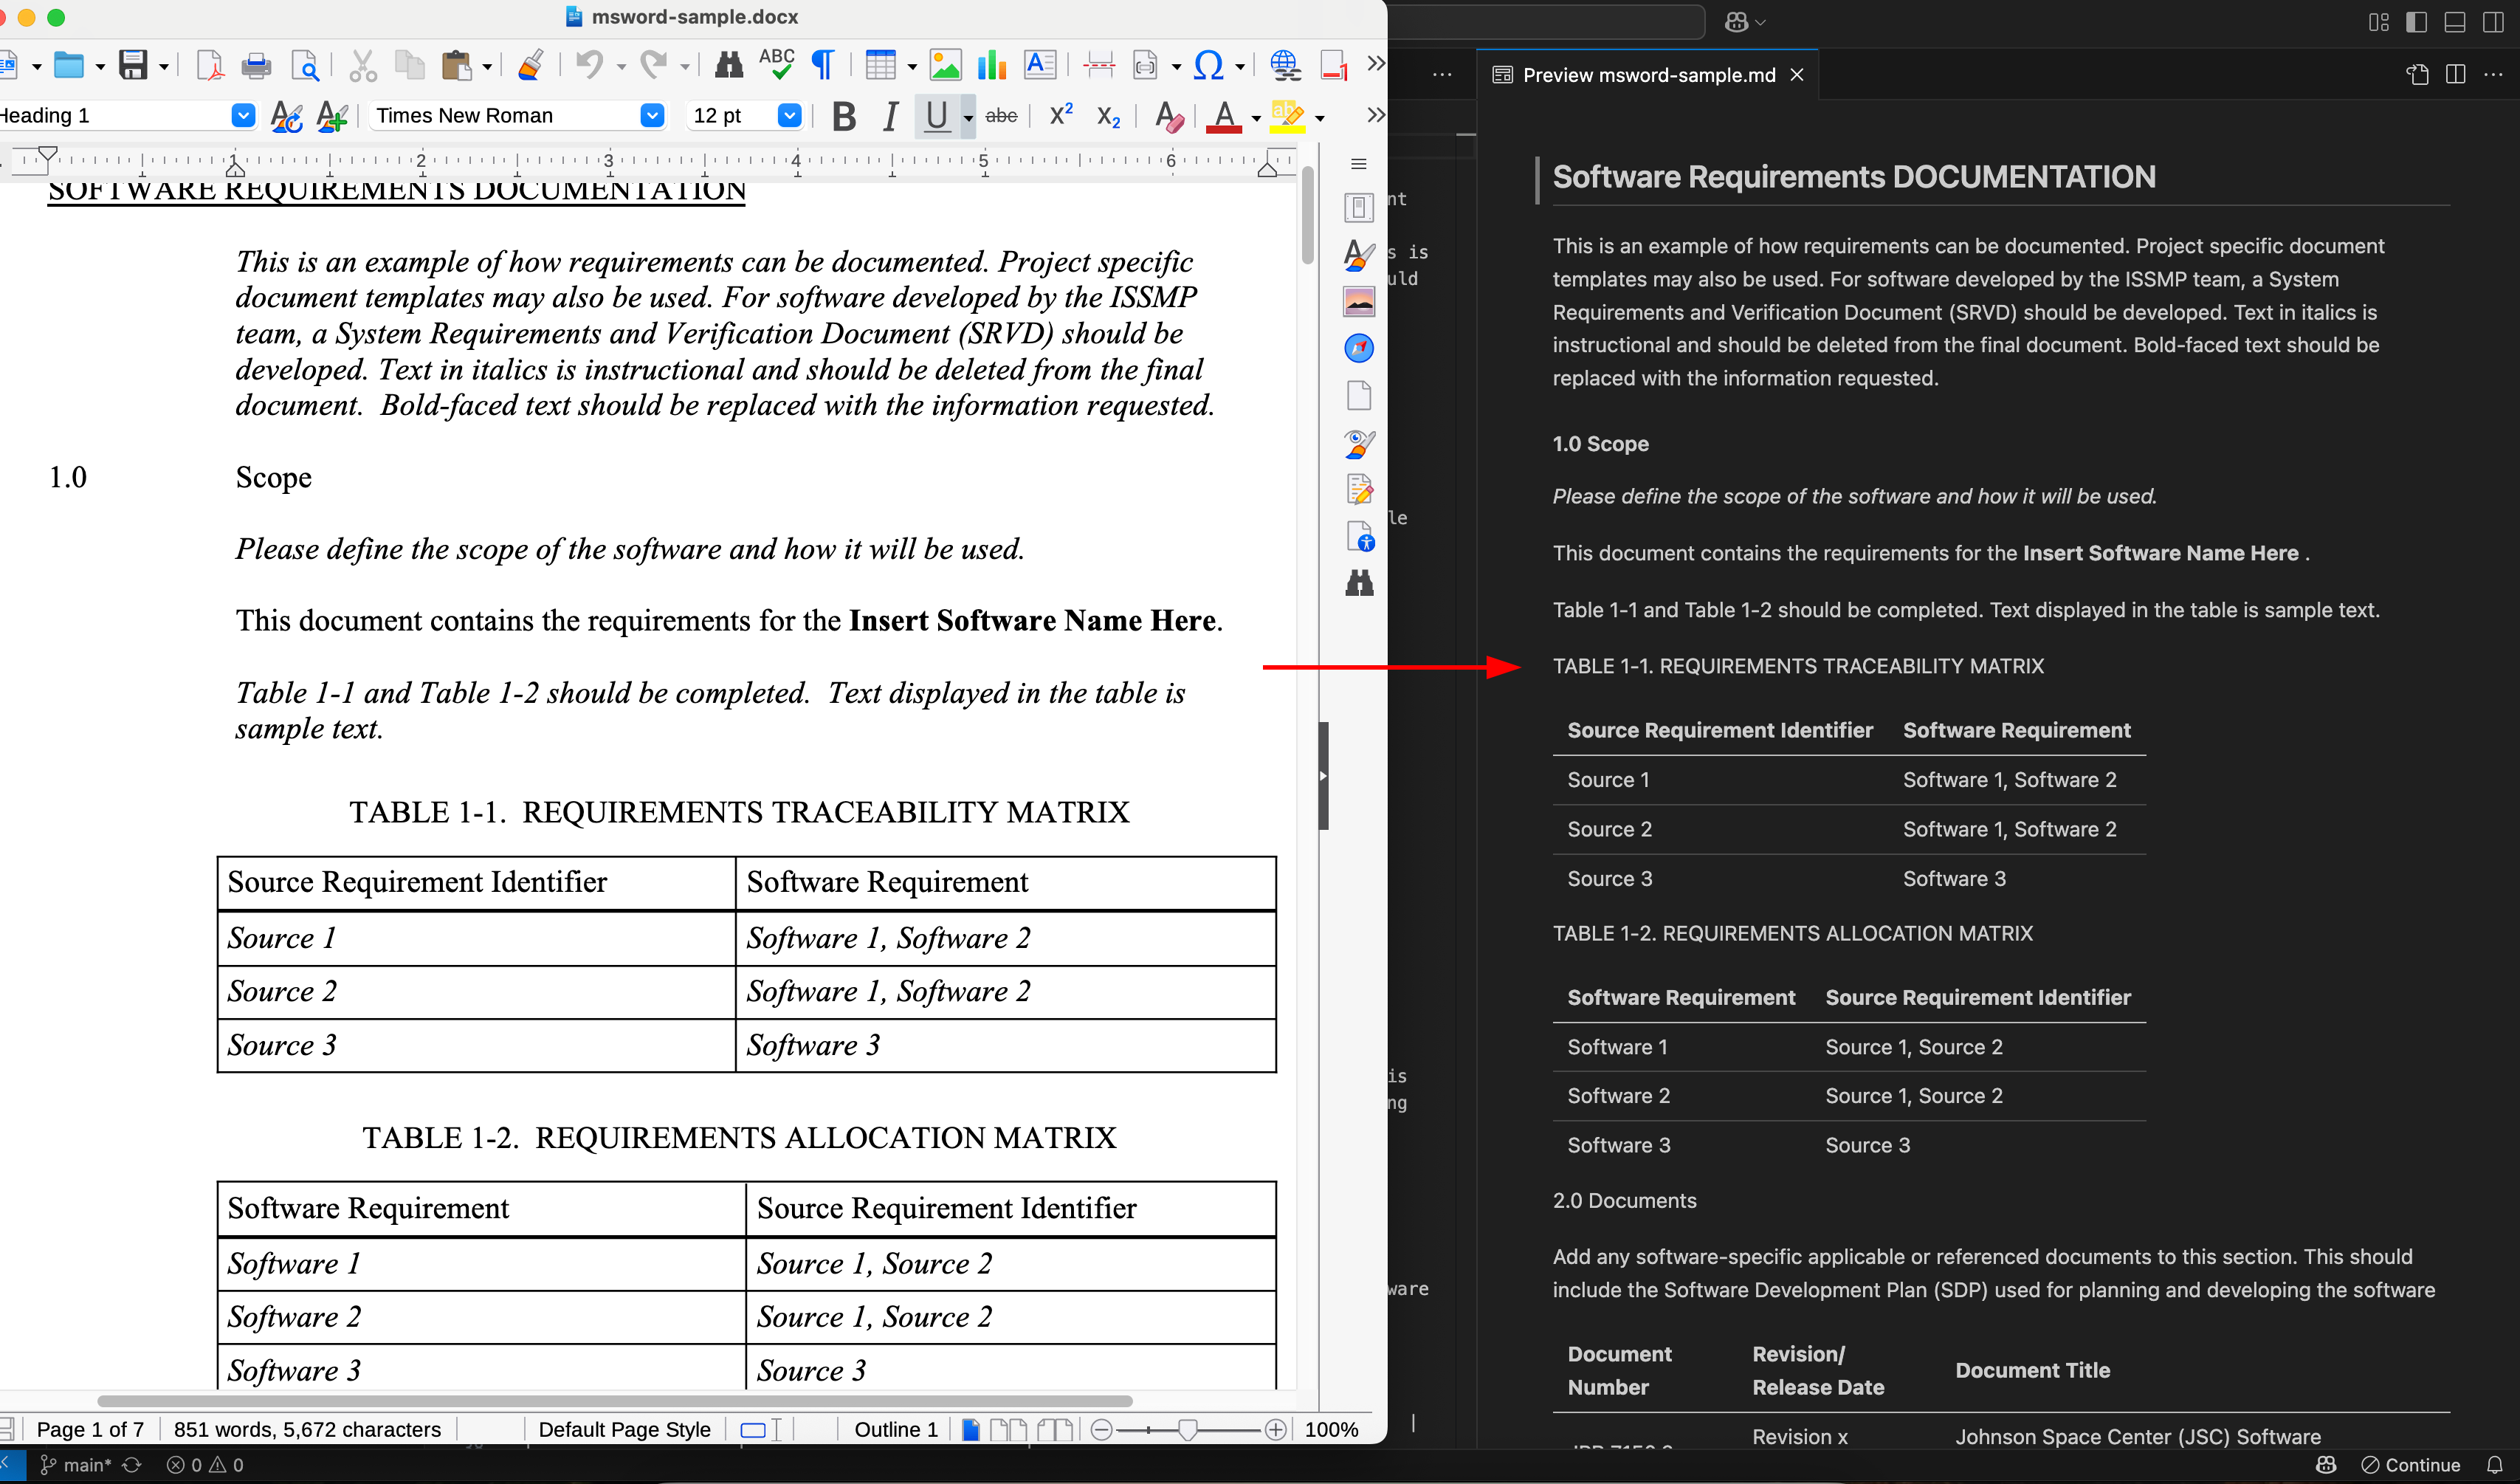 msword-sample.docx
ABC
Heading 1
Times New Roman
12 pt
B I U abc X2 X2 A A ab
1 2 3 4 5 6
SOFTWARE REQUIREMENTS DOCUMENTATION
This is an example of how requirements can be documented. Project specific
document templates may also be used. For software developed by the ISSMP
team, a System Requirements and Verification Document (SRVD) should be
developed. Text in italics is instructional and should be deleted from the final
document. Bold-faced text should be replaced with the information requested.
1.0 Scope
Please define the scope of the software and how it will be used.
This document contains the requirements for the Insert Software Name Here.
Table 1-1 and Table 1-2 should be completed. Text displayed in the table is
sample text.
TABLE 1-1. REQUIREMENTS TRACEABILITY MATRIX
Source Requirement Identifier Software Requirement
Source 1 Software 1, Software 2
Source 2 Software 1, Software 2
Source 3 Software 3
TABLE 1-2. REQUIREMENTS ALLOCATION MATRIX
Software Requirement Source Requirement Identifier
Software 1 Source 1, Source 2
Software 2 Source 1, Source 2
Software 3 Source 3
Page 1 of 7 851 words, 5,672 characters Default Page Style Outline 1 100%
main* 0 0
nt
s is
uld
le
is
ng
ware
Preview msword-sample.md
Software Requirements DOCUMENTATION
This is an example of how requirements can be documented. Project specific document
templates may also be used. For software developed by the ISSMP team, a System
Requirements and Verification Document (SRVD) should be developed. Text in italics is
instructional and should be deleted from the final document. Bold-faced text should be
replaced with the information requested.
1.0 Scope
Please define the scope of the software and how it will be used.
This document contains the requirements for the Insert Software Name Here .
Table 1-1 and Table 1-2 should be completed. Text displayed in the table is sample text.
TABLE 1-1. REQUIREMENTS TRACEABILITY MATRIX
Source Requirement Identifier Software Requirement
Source 1 Software 1, Software 2
Source 2 Software 1, Software 2
Source 3 Software 3
TABLE 1-2. REQUIREMENTS ALLOCATION MATRIX
Software Requirement Source Requirement Identifier
Software 1 Source 1, Source 2
Software 2 Source 1, Source 2
Software 3 Source 3
2.0 Documents
Add any software-specific applicable or referenced documents to this section. This should
include the Software Development Plan (SDP) used for planning and developing the software
Document Number
Revision/ Release Date
Document Title
Revision x Johnson Space Center (JSC) Software
Continue